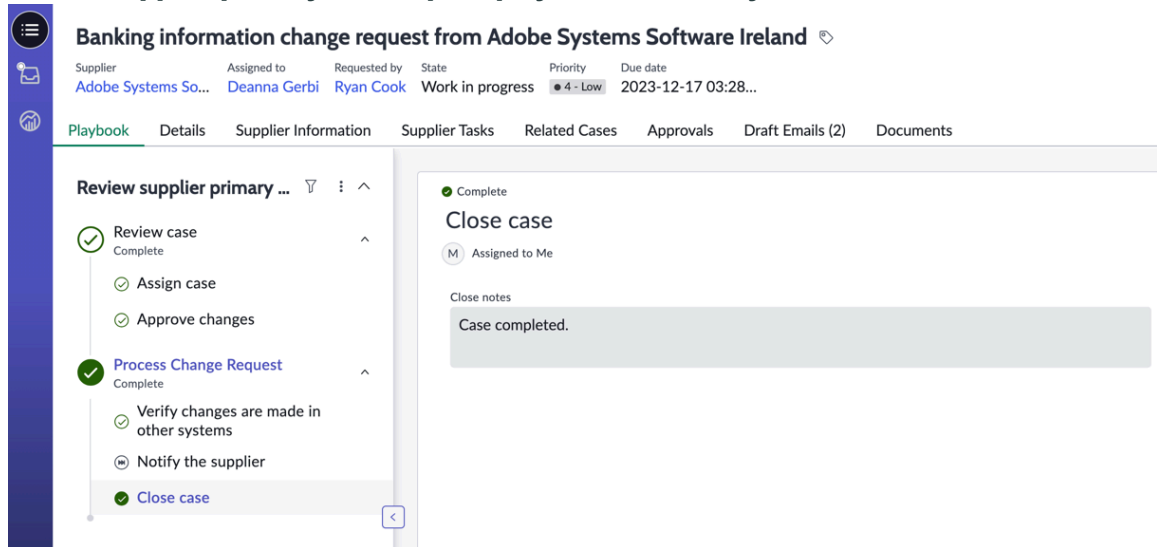 Banking information change request from Adobe Systems Software Ireland
Supplier Assigned to Requested by State Priority Due date
Adobe Systems So... Deanna Gerbi Ryan Cook Work in progress 4 - Low 2023-12-17 03:28...
Playbook Details Supplier Information Supplier Tasks Related Cases Approvals Draft Emails (2) Documents
Review supplier primary ...
Review case
Complete
Assign case
Approve changes
Process Change Request
Complete
Verify changes are made in
other systems
Notify the supplier
Close case
Complete
Close case
M Assigned to Me
Close notes
Case completed.